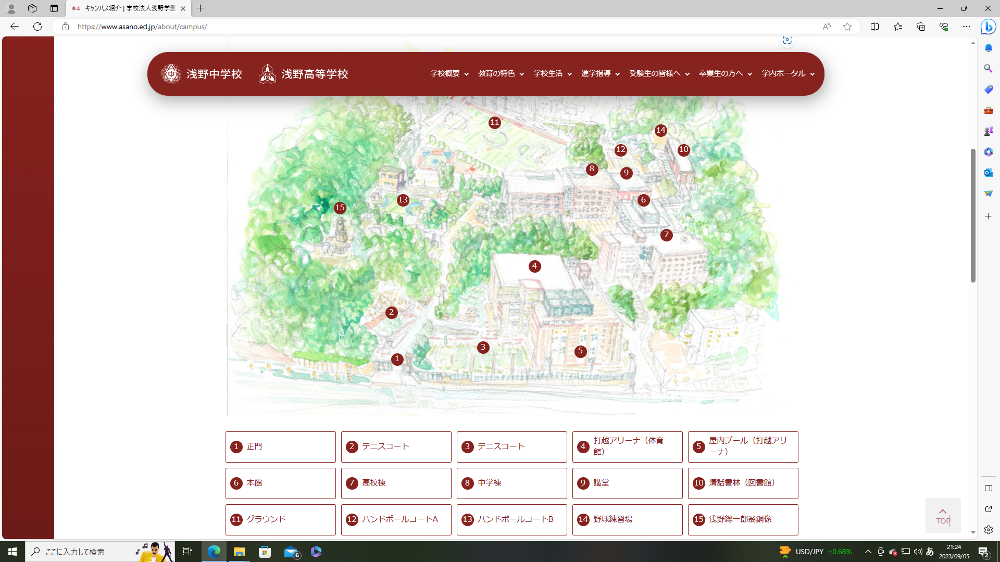 キャンパス紹介 | 学校法人浅野学園
https://www.asano.ed.jp/about/campus/
浅野中学校
浅野高等学校
学校概要
教育の特色
学校生活
進学指導
受験生の皆様へ
卒業生の方へ
学内ポータル
11
14
12
10
8
9
13
6
15
7
4
2
3
5
1
1 正門
2 テニスコート
3 テニスコート
4 打越アリーナ（体育
館）
5 屋内プール（打越アリ
ーナ）
6 本館
7 高校棟
8 中学棟
9 講堂
10 清話書林（図書館）
11 グラウンド
12 ハンドボールコートA
13 ハンドボールコートB
14 野球練習場
15 浅野總一郎翁銅像
TOP
ここに入力して検索
6
USD/JPY +0.68%
あ
21:24
2023/09/05
2